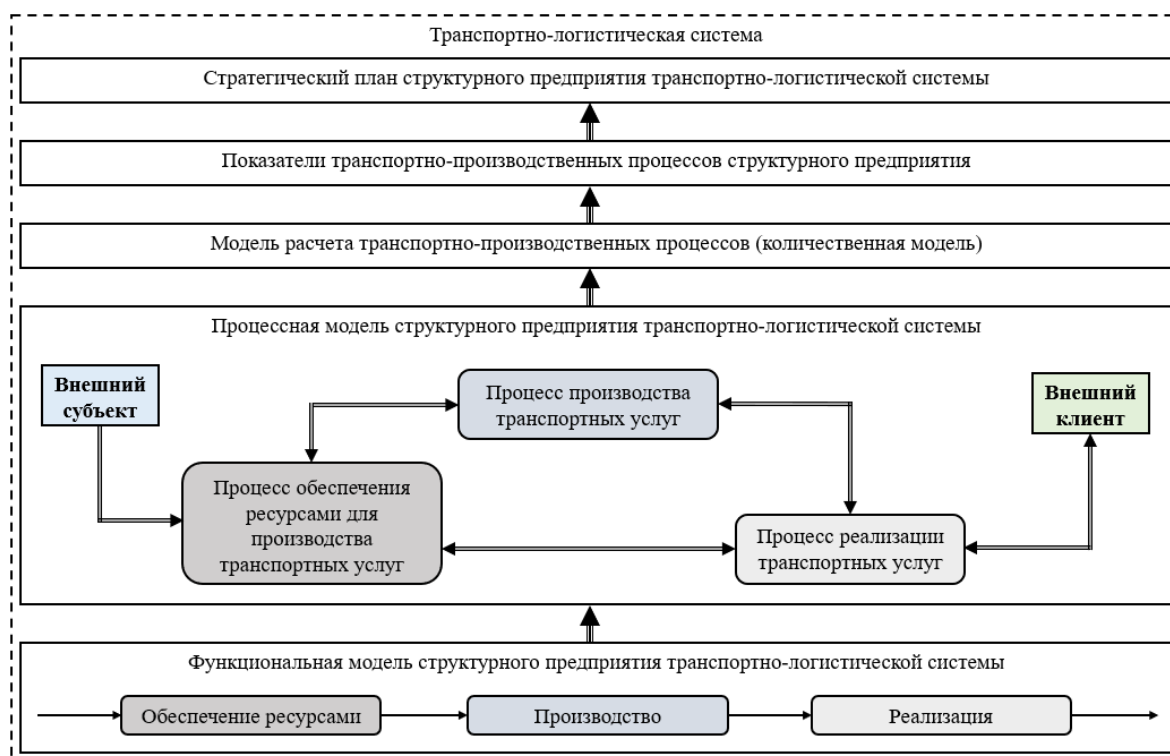 Транспортно-логистическая система
Стратегический план структурного предприятия транспортно-логистической системы
Показатели транспортно-производственных процессов структурного предприятия
Модель расчета транспортно-производственных процессов (количественная модель)
Процессная модель структурного предприятия транспортно-логистической системы
Внешний
субъект
Процесс производства
транспортных услуг
Внешний
клиент
Процесс обеспечения
ресурсами для
производства
транспортных услуг
Процесс реализации
транспортных услуг
Функциональная модель структурного предприятия транспортно-логистической системы
Обеспечение ресурсами
Производство
Реализация